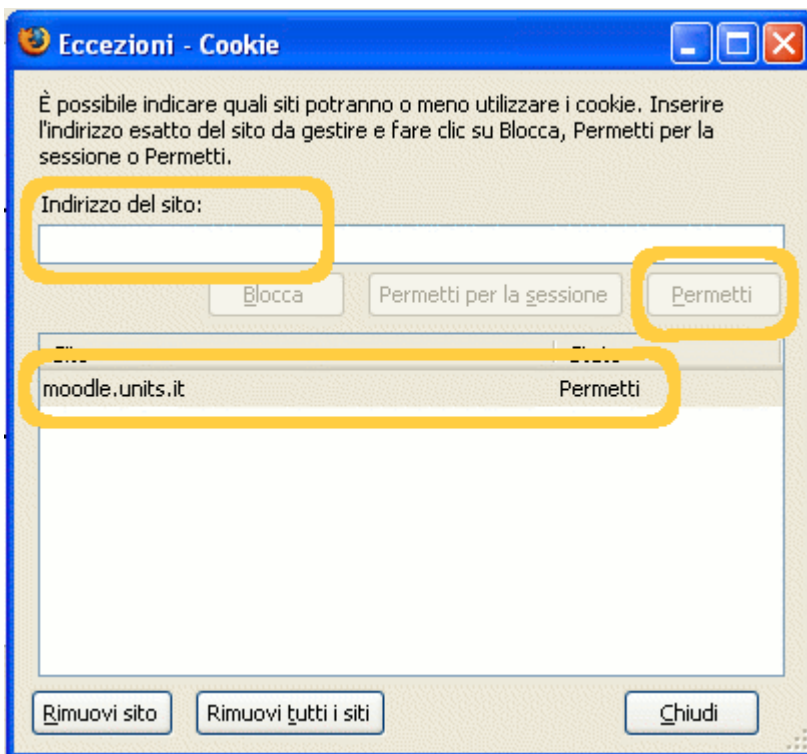 Eccezioni - Cookie
È possibile indicare quali siti potranno o meno utilizzare i cookie. Inserire
l'indirizzo esatto del sito da gestire e fare clic su Blocca, Permetti per la
sessione o Permetti.
Indirizzo del sito:
Blocca Permetti per la sessione Permetti
Sito Stato
moodle.units.it Permetti
Rimuovi sito Rimuovi tutti i siti Chiudi